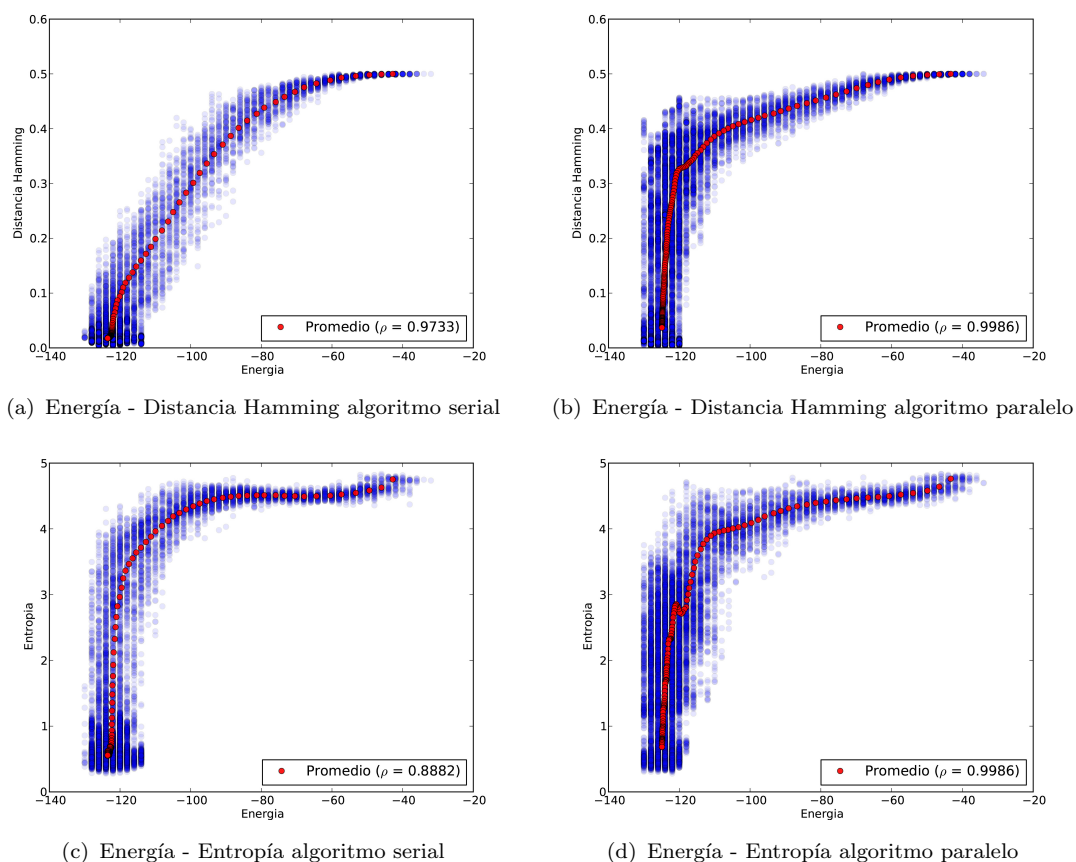 0.6
0.5
0.4
0.3
0.2
0.1
0.0
Distancia Hamming
−140 −120 −100 −80 −60 −40 −20
Energia
Promedio (ρ = 0.9733)
(a) Energía - Distancia Hamming algoritmo serial
0.6
0.5
0.4
0.3
0.2
0.1
0.0
Distancia Hamming
−140 −120 −100 −80 −60 −40 −20
Energia
Promedio (ρ = 0.9986)
(b) Energía - Distancia Hamming algoritmo paralelo
5
4
3
2
1
0
Entropia
−140 −120 −100 −80 −60 −40 −20
Energia
Promedio (ρ = 0.8882)
(c) Energía - Entropía algoritmo serial
5
4
3
2
1
0
Entropia
−140 −120 −100 −80 −60 −40 −20
Energia
Promedio (ρ = 0.9986)
(d) Energía - Entropía algoritmo paralelo